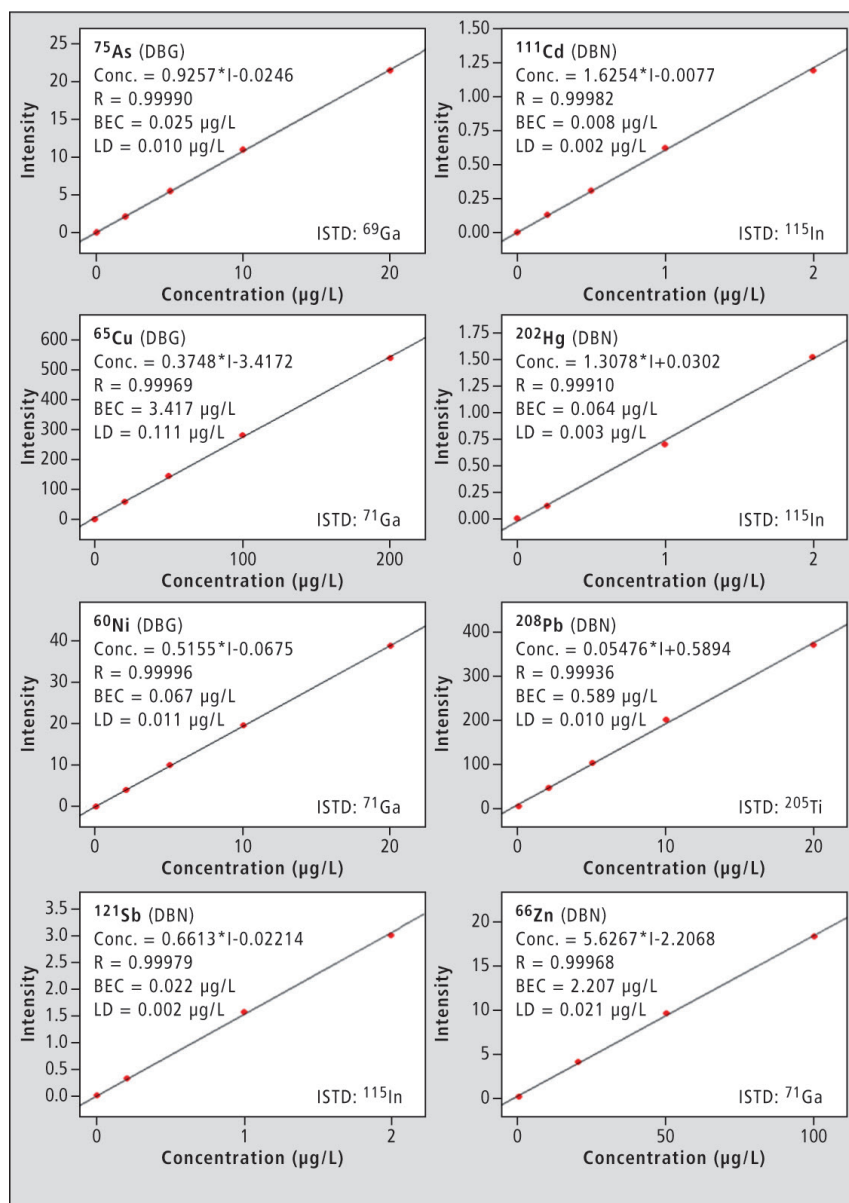 ⁷⁵As (DBG)
Conc. = 0.9257*I-0.0246
R = 0.99990
BEC = 0.025 µg/L
LD = 0.010 µg/L
ISTD: ⁶⁹Ga
Intensity
25
20
15
10
5
0
0 10 20
Concentration (µg/L)
¹¹¹Cd (DBN)
Conc. = 1.6254*I-0.0077
R = 0.99982
BEC = 0.008 µg/L
LD = 0.002 µg/L
ISTD: ¹¹⁵In
Intensity
1.50
1.25
1.00
0.75
0.50
0.25
0.00
0 1 2
Concentration (µg/L)
⁶⁵Cu (DBG)
Conc. = 0.3748*I-3.4172
R = 0.99969
BEC = 3.417 µg/L
LD = 0.111 µg/L
ISTD: ⁷¹Ga
Intensity
600
500
400
300
200
100
0
0 100 200
Concentration (µg/L)
²⁰²Hg (DBN)
Conc. = 1.3078*I+0.0302
R = 0.99910
BEC = 0.064 µg/L
LD = 0.003 µg/L
ISTD: ¹¹⁵In
Intensity
1.75
1.50
1.25
1.00
0.75
0.50
0.25
0.00
0 1 2
Concentration (µg/L)
⁶⁰Ni (DBG)
Conc. = 0.5155*I-0.0675
R = 0.99996
BEC = 0.067 µg/L
LD = 0.011 µg/L
ISTD: ⁷¹Ga
Intensity
40
30
20
10
0
0 10 20
Concentration (µg/L)
²⁰⁸Pb (DBN)
Conc. = 0.05476*I+0.5894
R = 0.99936
BEC = 0.589 µg/L
LD = 0.010 µg/L
ISTD: ²⁰⁵Ti
Intensity
400
300
200
100
0
0 10 20
Concentration (µg/L)
¹²¹Sb (DBN)
Conc. = 0.6613*I-0.02214
R = 0.99979
BEC = 0.022 µg/L
LD = 0.002 µg/L
ISTD: ¹¹⁵In
Intensity
3.5
3.0
2.5
2.0
1.5
1.0
0.5
0.0
0 1 2
Concentration (µg/L)
⁶⁶Zn (DBN)
Conc. = 5.6267*I-2.2068
R = 0.99968
BEC = 2.207 µg/L
LD = 0.021 µg/L
ISTD: ⁷¹Ga
Intensity
20
15
10
5
0
0 50 100
Concentration (µg/L)